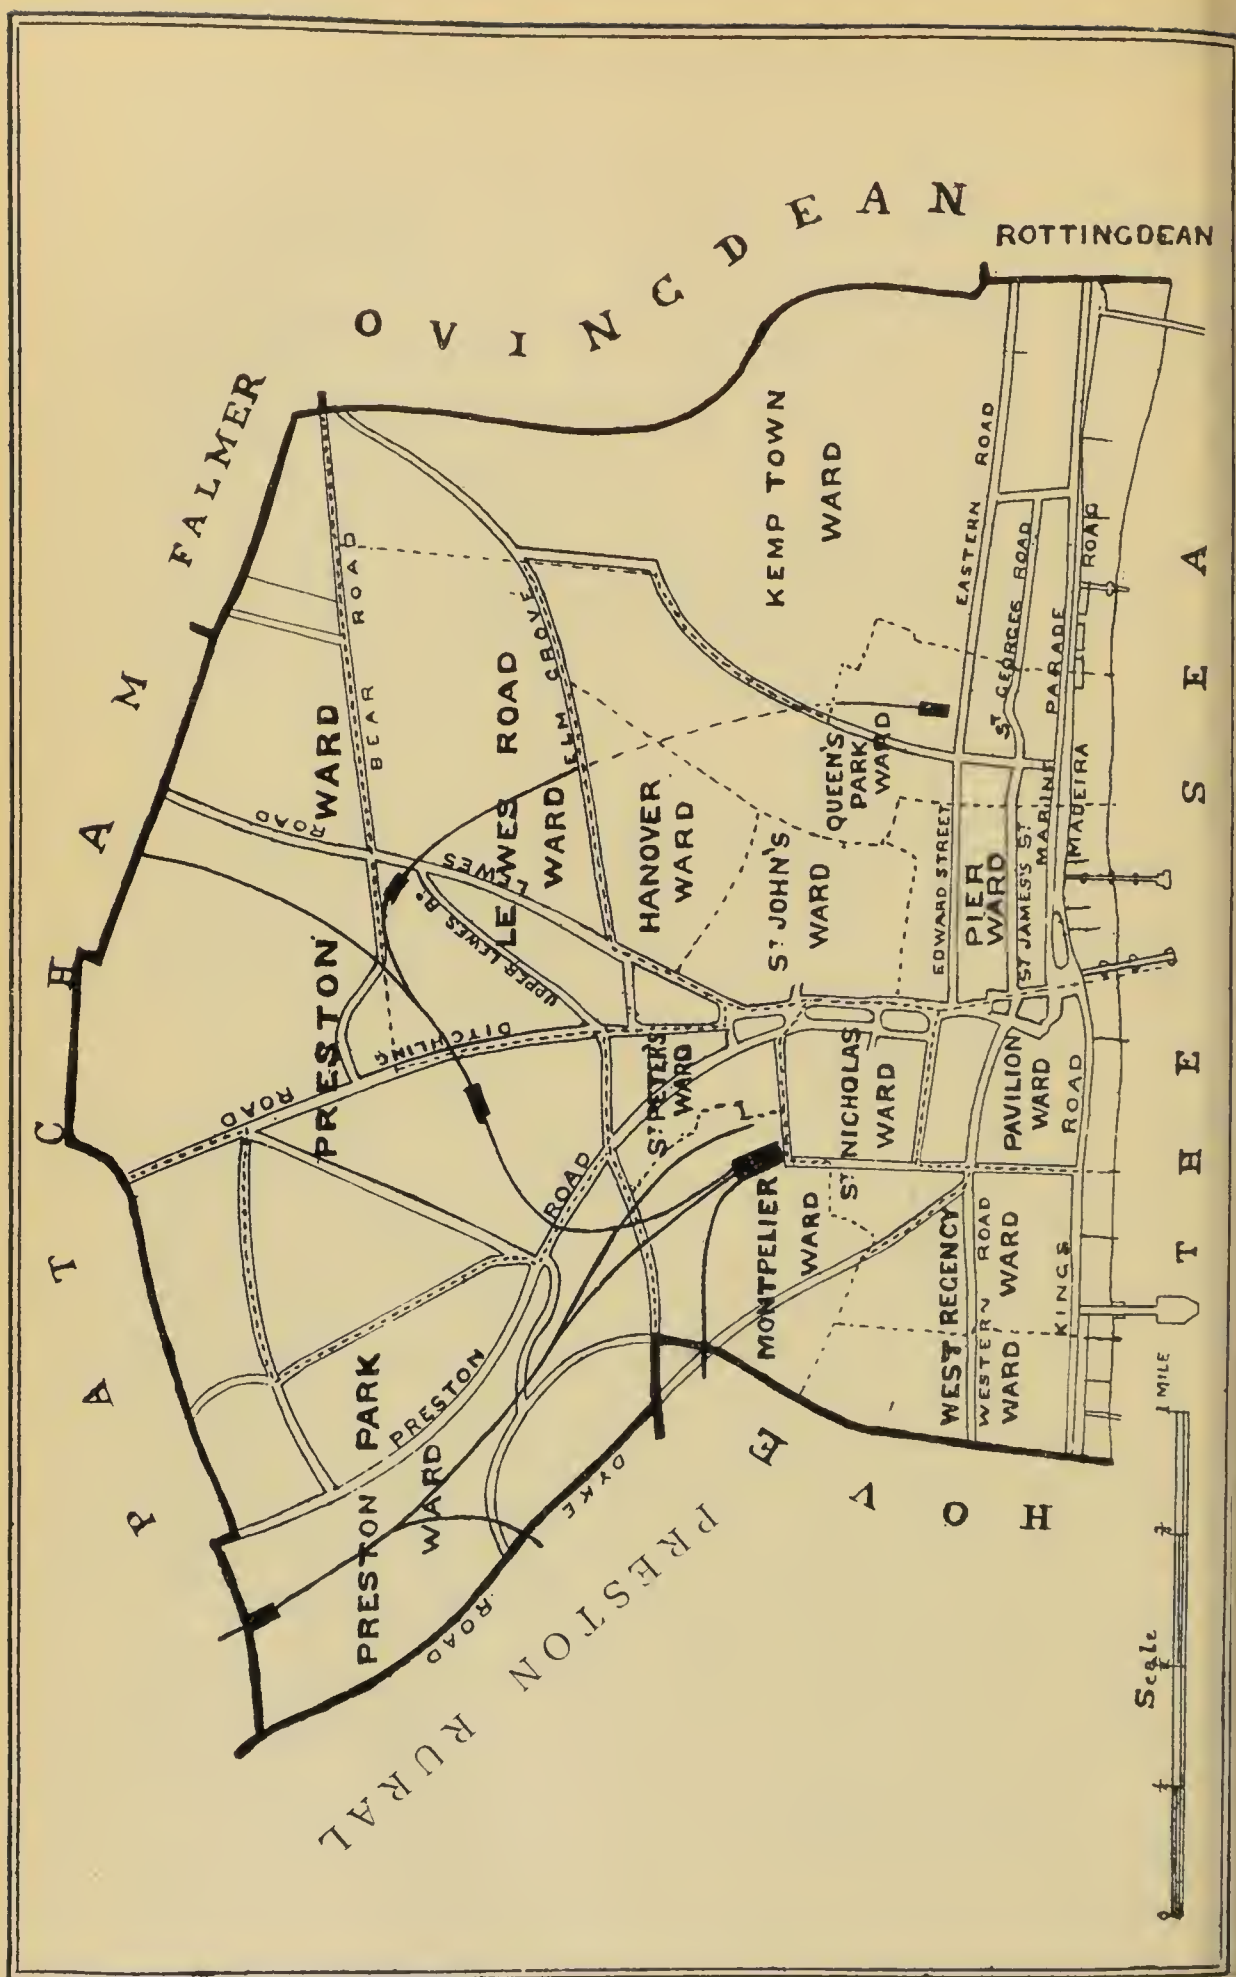 PATCHAM
FALMER
OVINGDEAN
ROTTINGDEAN
HOVE
PRESTON RURAL
THE SEA
PRESTON WARD
PRESTON PARK
WARD
LEWES ROAD
WARD
HANOVER
WARD
ST JOHN'S
WARD
QUEEN'S
PARK
WARD
KEMP TOWN
WARD
PIER
WARD
ST PETER'S
WARD
ST NICHOLAS
WARD
PAVILION
WARD
MONTPELIER
WARD
WEST
WARD
REGENCY
WARD
BEAR ROAD
ELM GROVE
LEWES ROAD
UPPER LEWES RD
DITCHLING ROAD
PRESTON ROAD
DYKE ROAD
EASTERN ROAD
ST GEORGES ROAD
EDWARD STREET
ST JAMES'S ST
MARINE PARADE
MADEIRA ROAD
WESTERN ROAD
WESTERN ROAD
KINGS ROAD
Scale
0
1 MILE